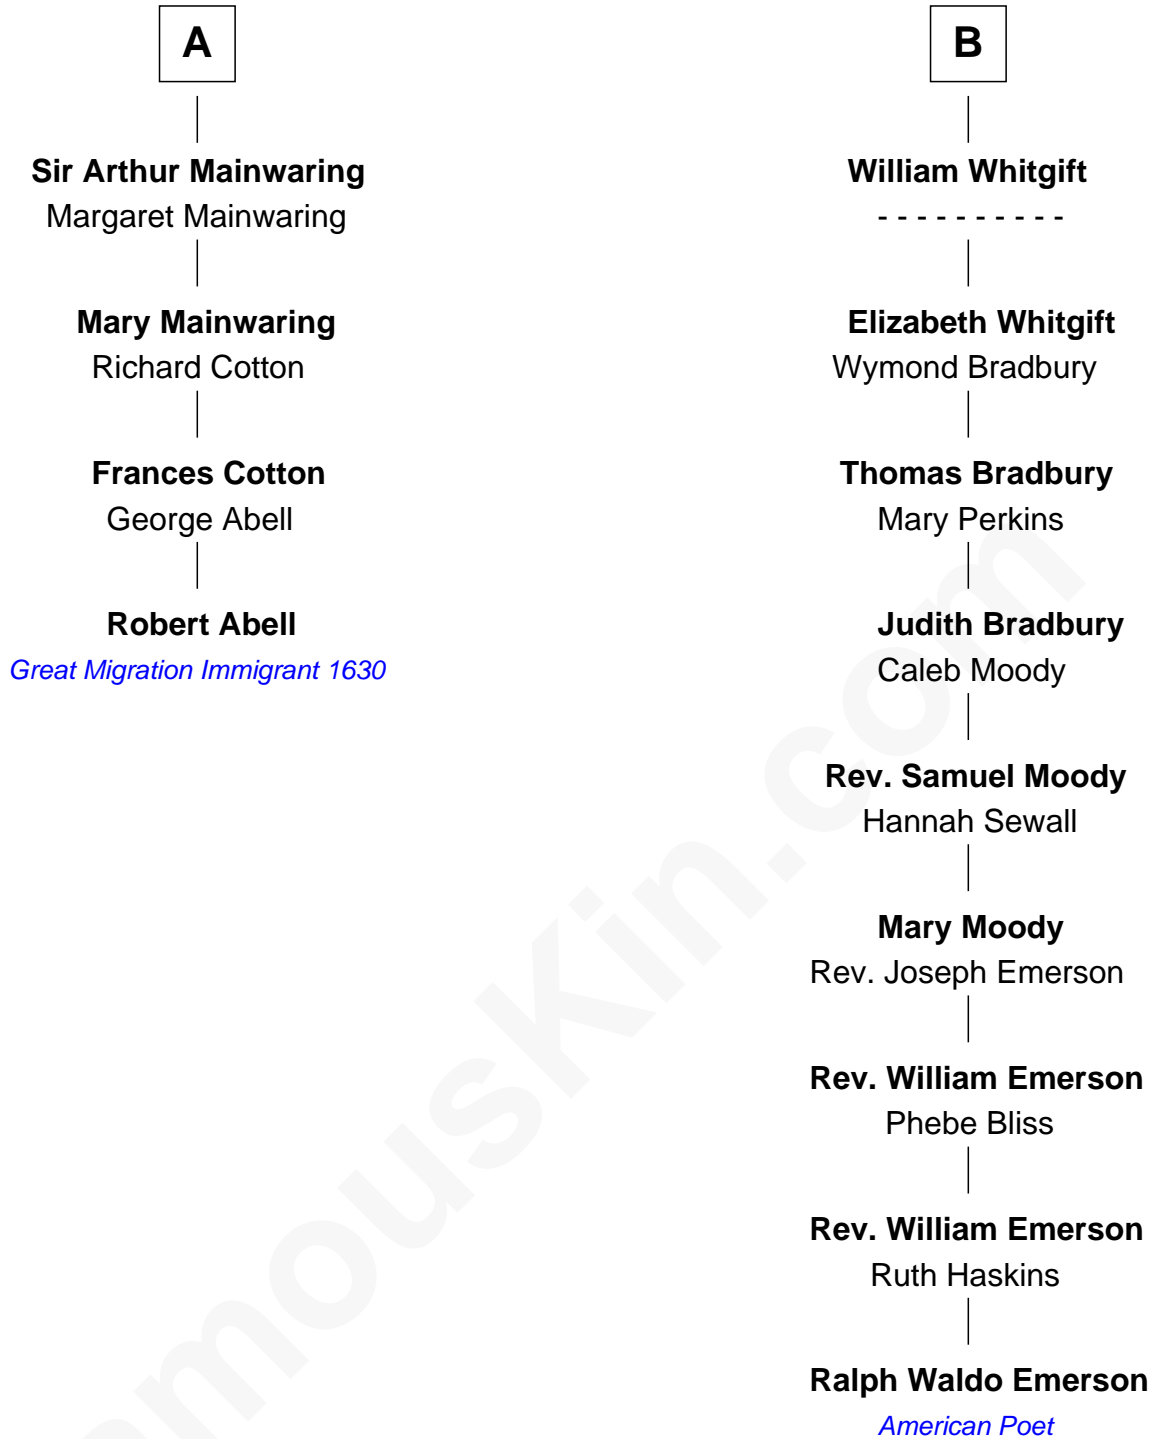 A
Sir Arthur Mainwaring
Margaret Mainwaring
Mary Mainwaring
Richard Cotton
Frances Cotton
George Abell
Robert Abell
Great Migration Immigrant 1630
B
William Whitgift
- - - - - - - - - -
Elizabeth Whitgift
Wymond Bradbury
Thomas Bradbury
Mary Perkins
Judith Bradbury
Caleb Moody
Rev. Samuel Moody
Hannah Sewall
Mary Moody
Rev. Joseph Emerson
Rev. William Emerson
Phebe Bliss
Rev. William Emerson
Ruth Haskins
Ralph Waldo Emerson
American Poet
amouskin.com